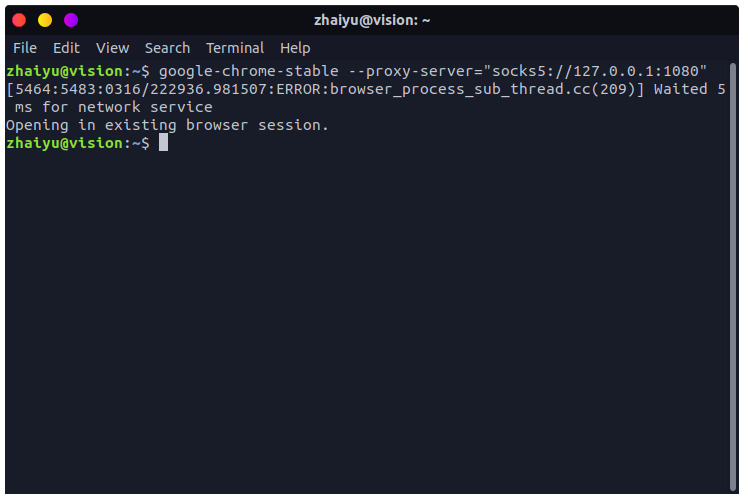 zhaiyu@vision: ~
File Edit View Search Terminal Help
zhaiyu@vision:~$ google-chrome-stable --proxy-server="socks5://127.0.0.1:1080"
[5464:5483:0316/222936.981507:ERROR:browser_process_sub_thread.cc(209)] Waited 5
 ms for network service
Opening in existing browser session.
zhaiyu@vision:~$